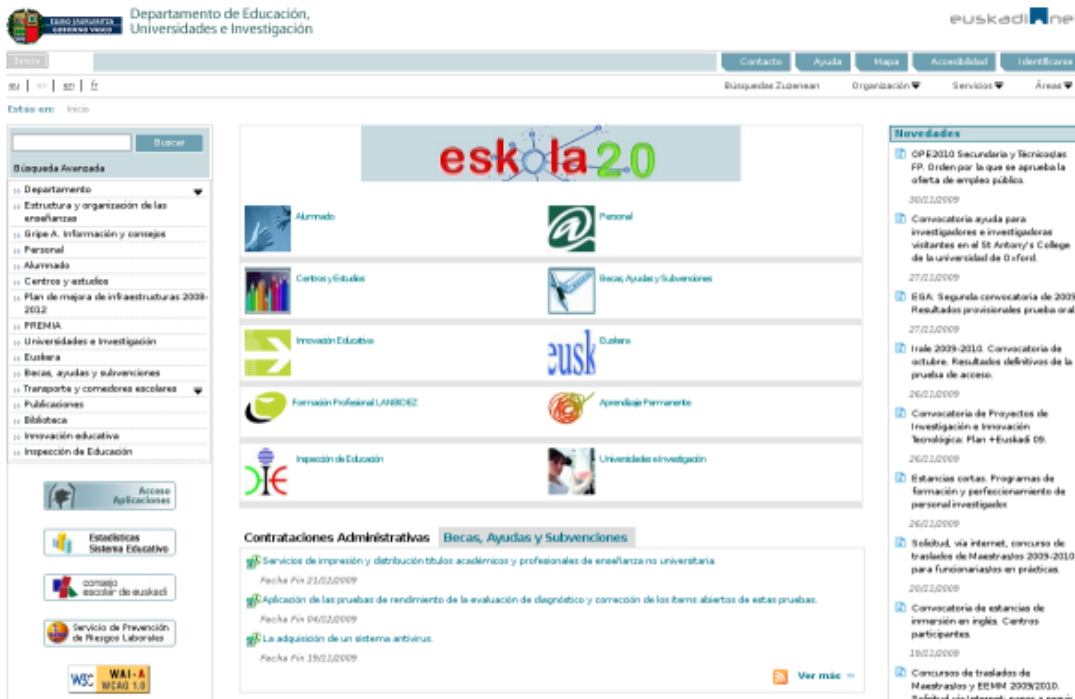 EUSKO JAURLARITZA
GOBIERNO VASCO
Departamento de Educación,
Universidades e Investigación
euskadi.net
Inicio
Contacto
Ayuda
Mapa
Accesibilidad
Identificarse
eu | es | en | fr
Búsquedas Zuzenean
Organización
Servicios
Áreas
Estás en: Inicio
Buscar
Búsqueda Avanzada
Departamento
Estructura y organización de las
enseñanzas
Gripe A. Información y consejos
Personal
Alumnado
Centros y estudios
Plan de mejora de infraestructuras 2008-
2012
PREMIA
Universidades e Investigación
Euskera
Becas, ayudas y subvenciones
Transporte y comedores escolares
Publicaciones
Biblioteca
Innovación educativa
Inspección de Educación
Acceso
Aplicaciones
Estadísticas
Sistema Educativo
consejo
escolar de euskadi
Servicio de Prevención
de Riesgos Laborales
W3C WAI-A
WCAG 1.0
eskola 2.0
Alumnado
Personal
Centros y Estudios
Becas, Ayudas y Subvenciones
Innovación Educativa
eusk
Euskera
Formación Profesional LANBIDEZ
Aprendizaje Permanente
Inspección de Educación
Universidades e Investigación
Contrataciones Administrativas
Becas, Ayudas y Subvenciones
Servicios de impresión y distribución títulos académicos y profesionales de enseñanza no universitaria.
Fecha Fin 21/12/2009
Aplicación de las pruebas de rendimiento de la evaluación de diagnóstico y corrección de los ítems abiertos de estas pruebas.
Fecha Fin 04/12/2009
La adquisición de un sistema antivirus.
Fecha Fin 19/11/2009
Ver más »
Novedades
OPE2010 Secundaria y Técnicos/as
FP. Orden por la que se aprueba la
oferta de empleo público.
30/11/2009
Convocatoria ayuda para
investigadores e investigadoras
visitantes en el St Antony's College
de la universidad de Oxford.
27/11/2009
EGA: Segunda convocatoria de 2009
Resultados provisionales prueba oral
27/11/2009
Irale 2009-2010. Convocatoria de
octubre. Resultados definitivos de la
prueba de acceso.
26/11/2009
Convocatoria de Proyectos de
Investigación e Innovación
Tecnológica: Plan +Euskadi 09.
26/11/2009
Estancias cortas. Programas de
formación y perfeccionamiento de
personal investigador.
26/11/2009
Solicitud, vía internet, concurso de
traslados de Maestras/os 2009-2010
para funcionarias/os en prácticas.
20/11/2009
Convocatoria de estancias de
inmersión en inglés. Centros
participantes.
19/11/2009
Concursos de traslados de
Maestras/os y EEMM 2009/2010.